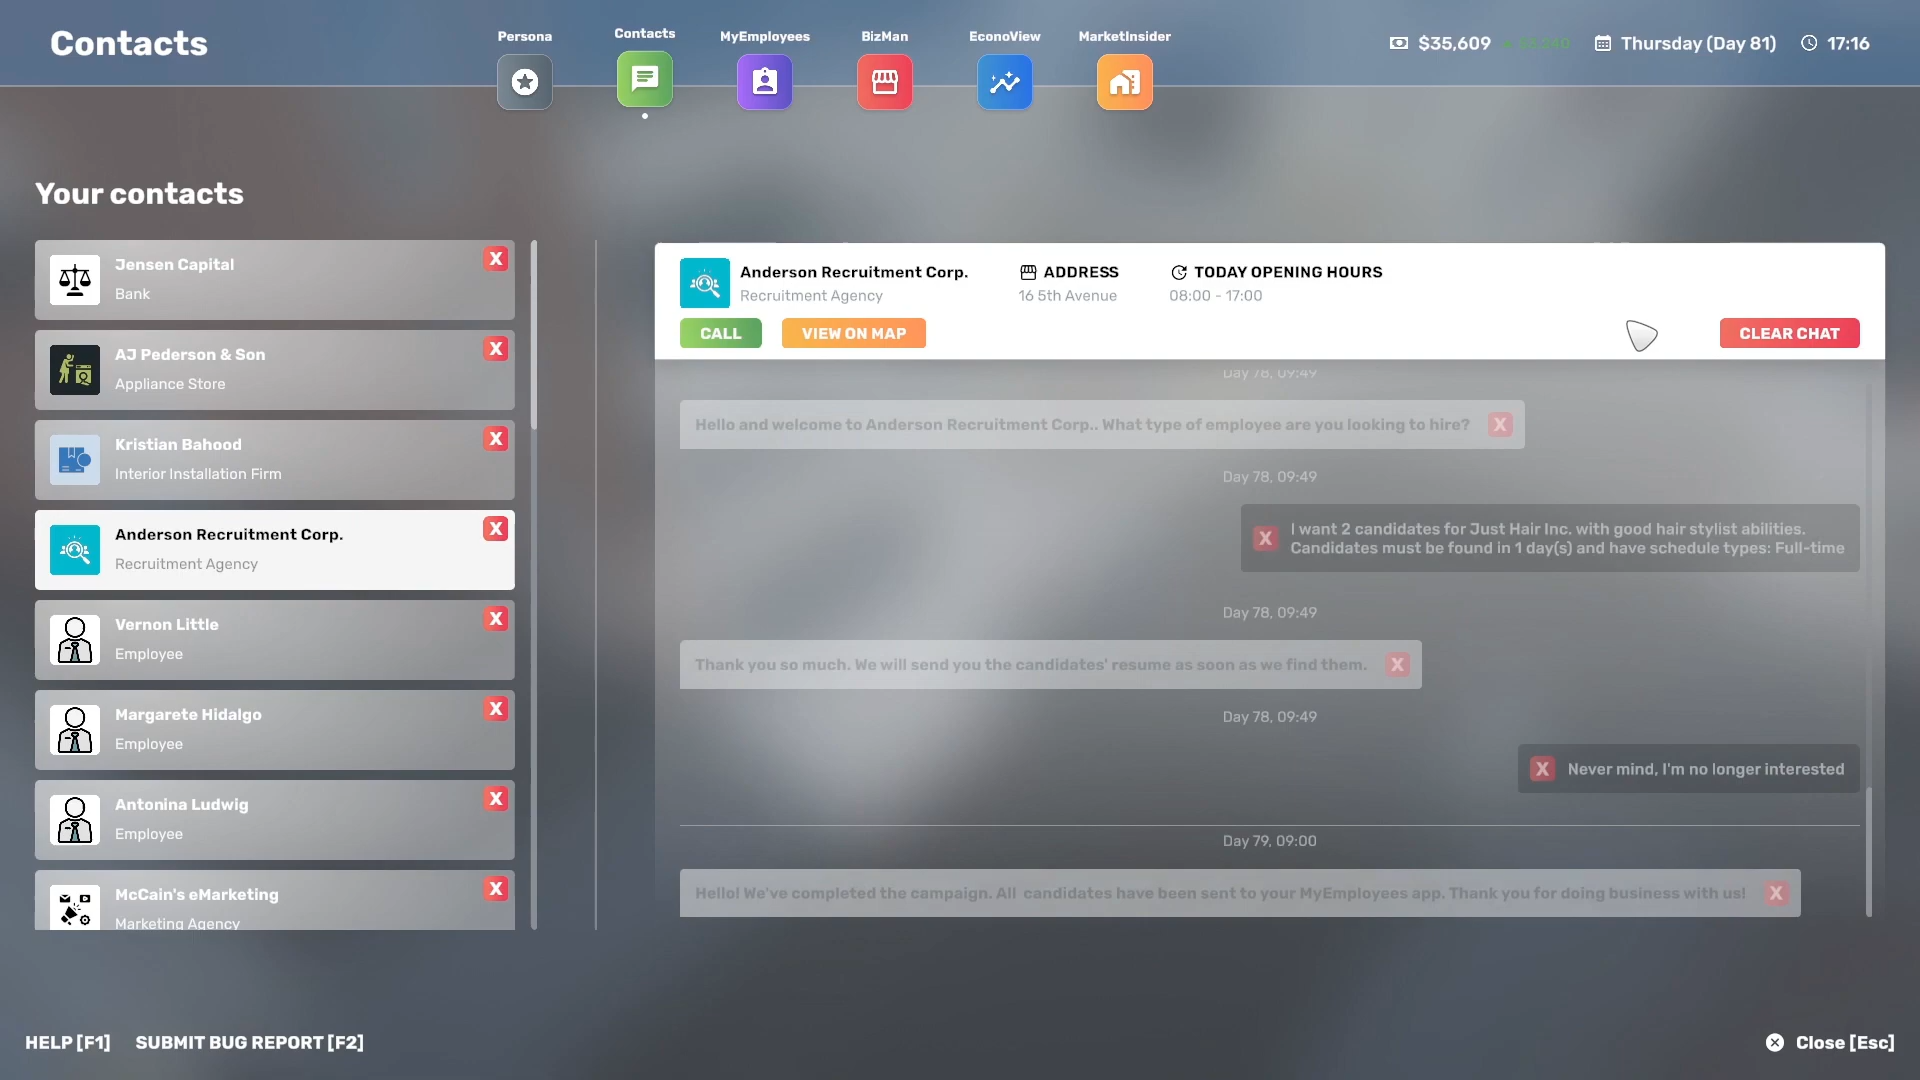 Contacts
Persona
Contacts
MyEmployees
BizMan
EconoView
MarketInsider
$35,609
Thursday (Day 81)
17:16
Your contacts
Jensen Capital
Bank
X
AJ Pederson & Son
Appliance Store
X
Kristian Bahood
Interior Installation Firm
X
Anderson Recruitment Corp.
Recruitment Agency
X
Vernon Little
Employee
X
Margarete Hidalgo
Employee
X
Antonina Ludwig
Employee
X
McCain's eMarketing
Marketing Agency
X
Anderson Recruitment Corp.
Recruitment Agency
ADDRESS
16 5th Avenue
TODAY OPENING HOURS
08:00 - 17:00
CALL
VIEW ON MAP
CLEAR CHAT
Day 78, 09:49
Hello and welcome to Anderson Recruitment Corp.. What type of employee are you looking to hire?
X
Day 78, 09:49
X
I want 2 candidates for Just Hair Inc. with good hair stylist abilities.
Candidates must be found in 1 day(s) and have schedule types: Full-time
Day 78, 09:49
Thank you so much. We will send you the candidates' resume as soon as we find them.
X
Day 78, 09:49
X
Never mind, I'm no longer interested
Day 79, 09:00
Hello! We've completed the campaign. All candidates have been sent to your MyEmployees app. Thank you for doing business with us!
X
HELP [F1]
SUBMIT BUG REPORT [F2]
Close [Esc]